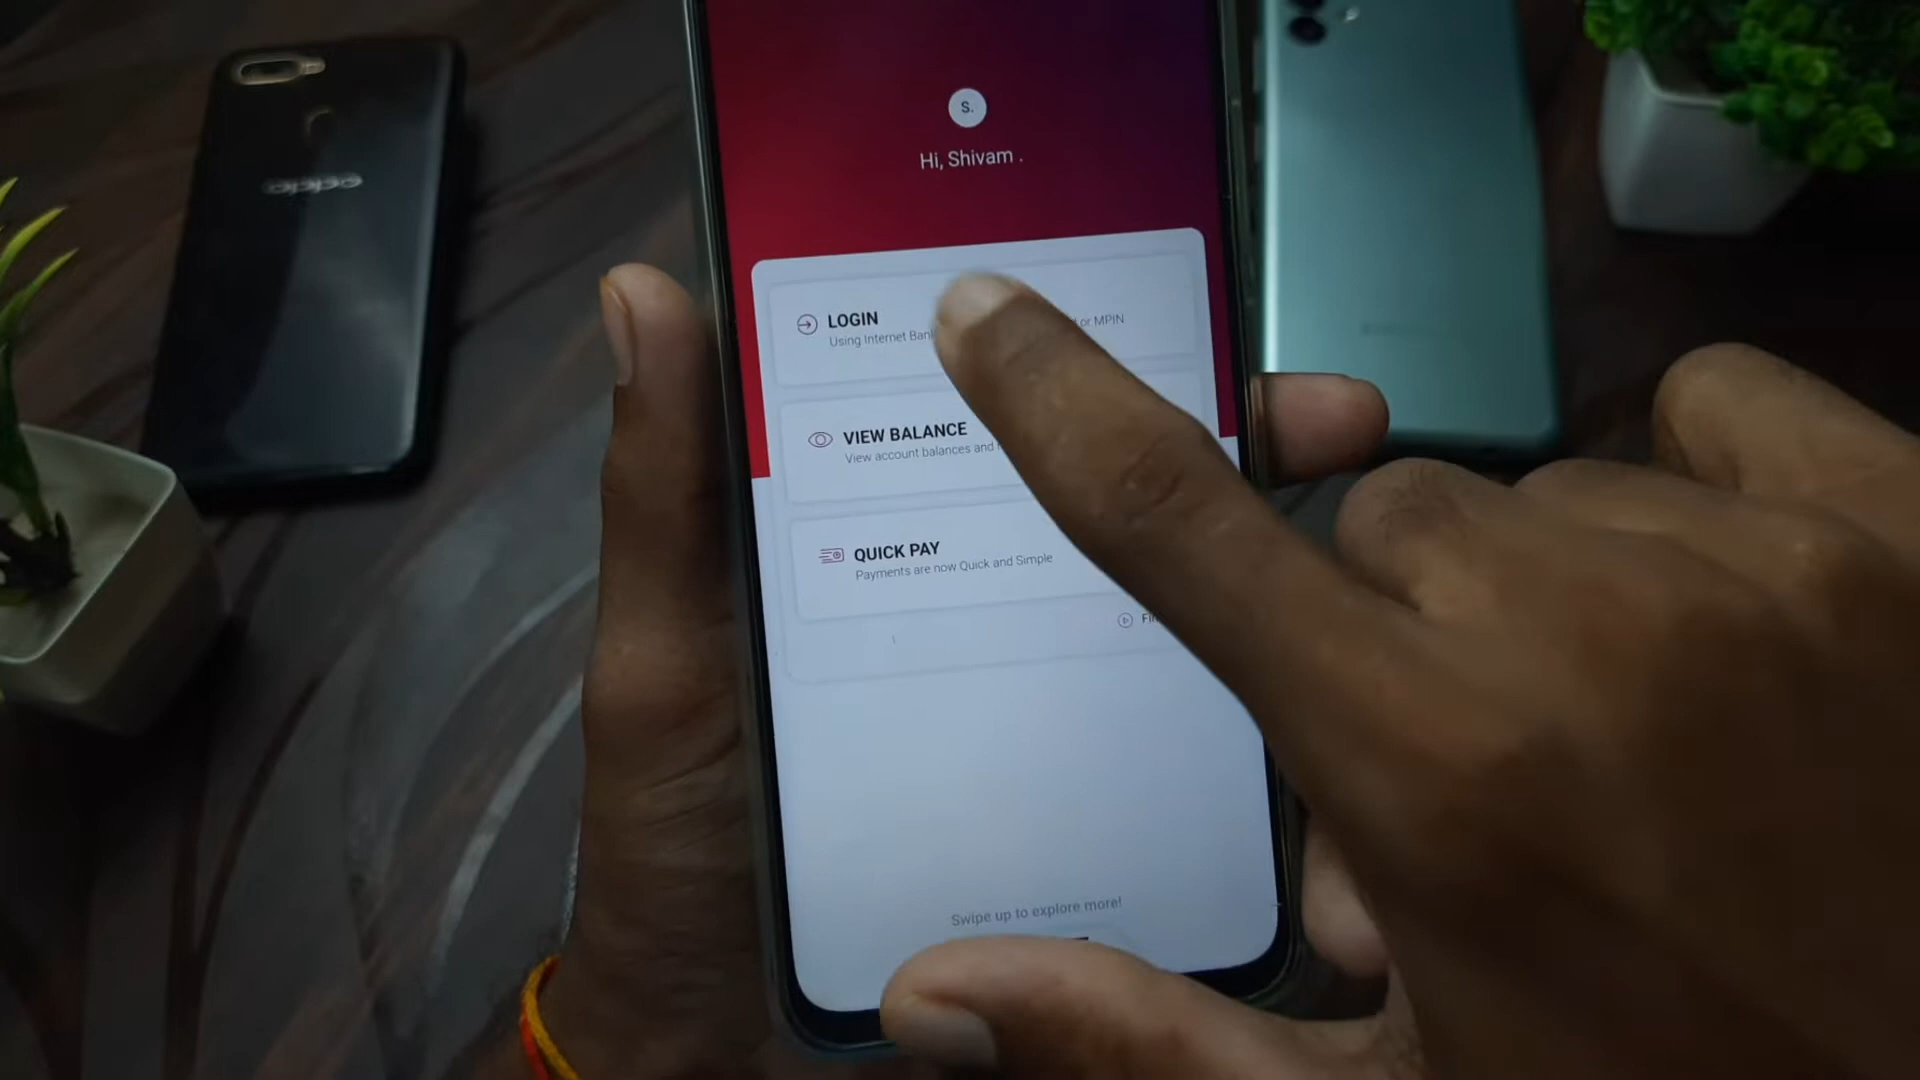 oppo
S.
Hi, Shivam .
LOGIN
Using Internet or MPIN
VIEW BALANCE
View account balances and
QUICK PAY
Payments are now Quick and Simple
Swipe up to explore more!